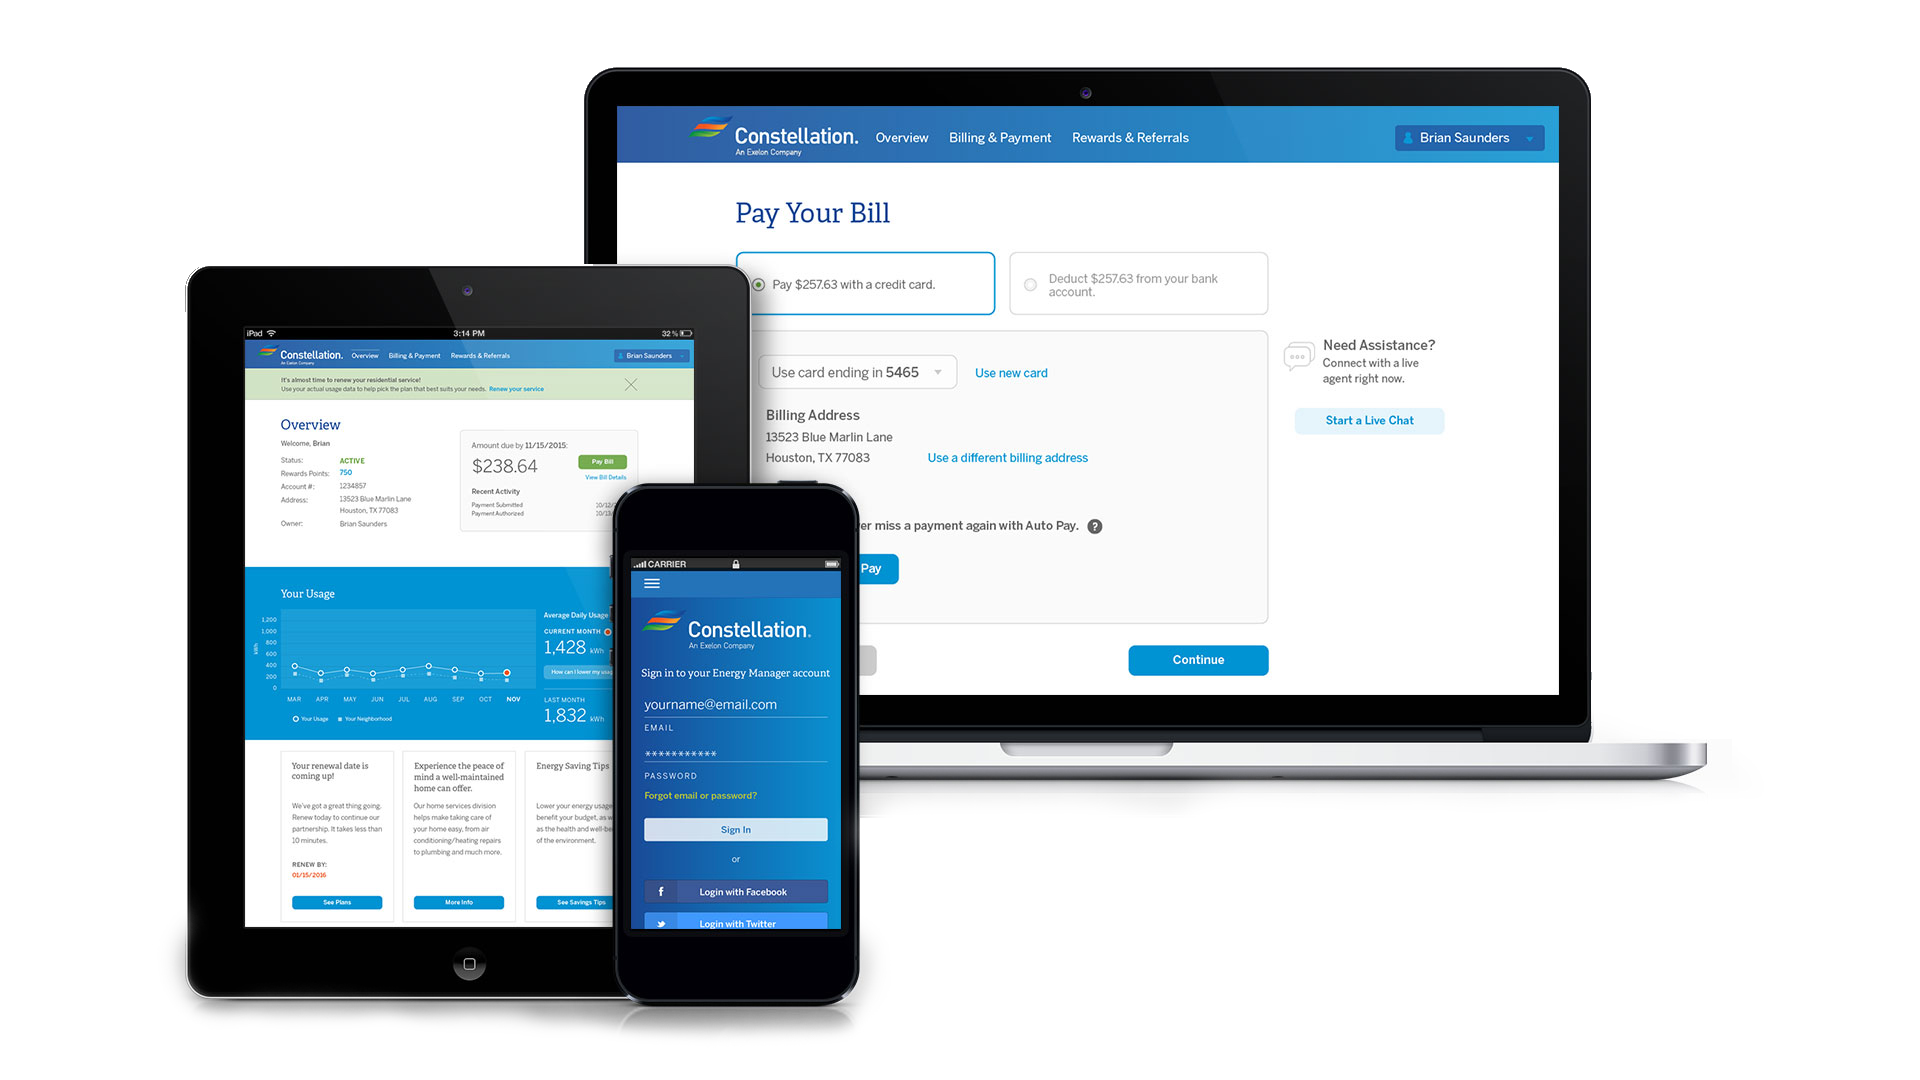 Constellation.
An Exelon Company
Overview
Billing & Payment
Rewards & Referrals
Brian Saunders
Pay Your Bill
Pay $257.63 with a credit card.
Deduct $257.63 from your bank
account.
Use card ending in 5465
Use new card
Billing Address
13523 Blue Marlin Lane
Houston, TX 77083
Use a different billing address
miss a payment again with Auto Pay.
?
Pay
Continue
Need Assistance?
Connect with a live
agent right now.
Start a Live Chat
iPad
3:14 PM
32%
Constellation.
An Exelon Company
Overview
Billing & Payment
Rewards & Referrals
Brian Saunders
It's almost time to renew your residential service!
Use your actual usage data to help pick the plan that best suits your needs. Renew your service
Overview
Welcome, Brian
Status: ACTIVE
Rewards Points: 750
Account #: 1234857
Address: 13523 Blue Marlin Lane
Houston, TX 77083
Owner: Brian Saunders
Amount due by 11/15/2015:
$238.64
Pay Bill
View Bill Details
Recent Activity
Payment Submitted 10/12/
Payment Authorized 10/13/
Your Usage
1,200
1,000
800
600
400
200
0
kWh
MAR APR MAY JUN JUL AUG SEP OCT NOV
Your Usage
Your Neighborhood
Average Daily Usage
CURRENT MONTH
1,428 kWh
How can I lower my
LAST MONTH
1,832 kWh
Your renewal date is
coming up!
We've got a great thing going.
Renew today to continue our
partnership. It takes less than
10 minutes.
RENEW BY:
01/15/2016
See Plans
Experience the peace of
mind a well-maintained
home can offer.
Our home services division
helps make taking care of
your home easy, from air
conditioning/heating repairs
to plumbing and much more.
More Info
Energy Saving Tips
Lower your energy usage
benefit your budget, as
as the health and
of the environment.
See Savings Tips
CARRIER
Constellation.
An Exelon Company
Sign in to your Energy Manager account
yourname@email.com
EMAIL
***********
PASSWORD
Forgot email or password?
Sign In
or
f Login with Facebook
Login with Twitter